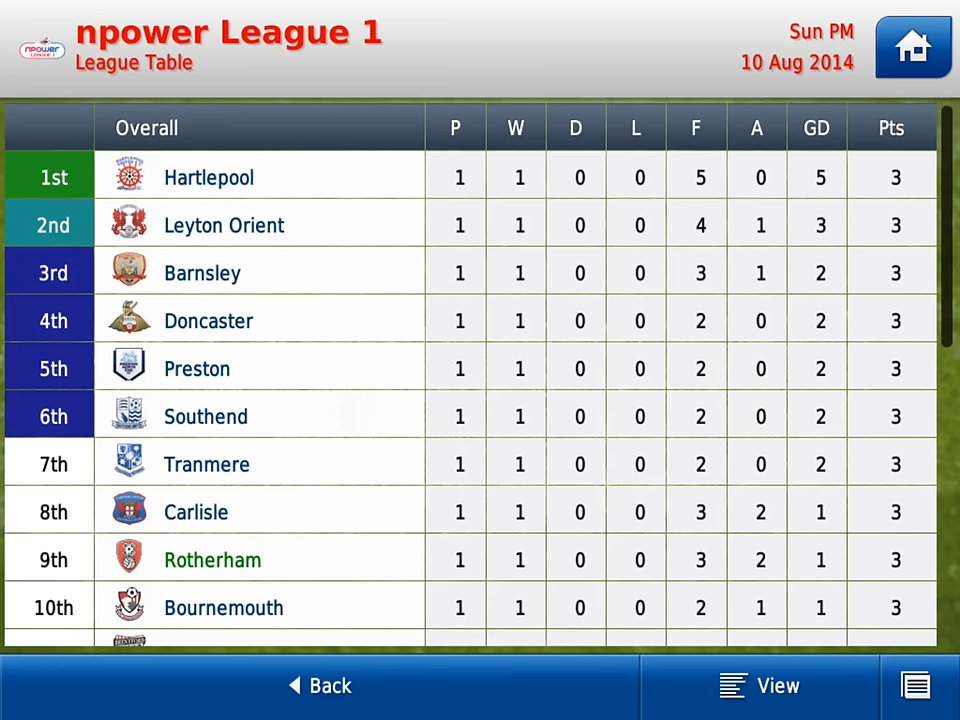 npower League 1
League Table
Sun PM
10 Aug 2014
npower
LEAGUE 1
Overall P W D L F A GD Pts
1st Hartlepool 1 1 0 0 5 0 5 3
2nd Leyton Orient 1 1 0 0 4 1 3 3
3rd Barnsley 1 1 0 0 3 1 2 3
4th Doncaster 1 1 0 0 2 0 2 3
5th Preston 1 1 0 0 2 0 2 3
6th Southend 1 1 0 0 2 0 2 3
7th Tranmere 1 1 0 0 2 0 2 3
8th Carlisle 1 1 0 0 3 2 1 3
9th Rotherham 1 1 0 0 3 2 1 3
10th Bournemouth 1 1 0 0 2 1 1 3
BRENTFORD
Back
View